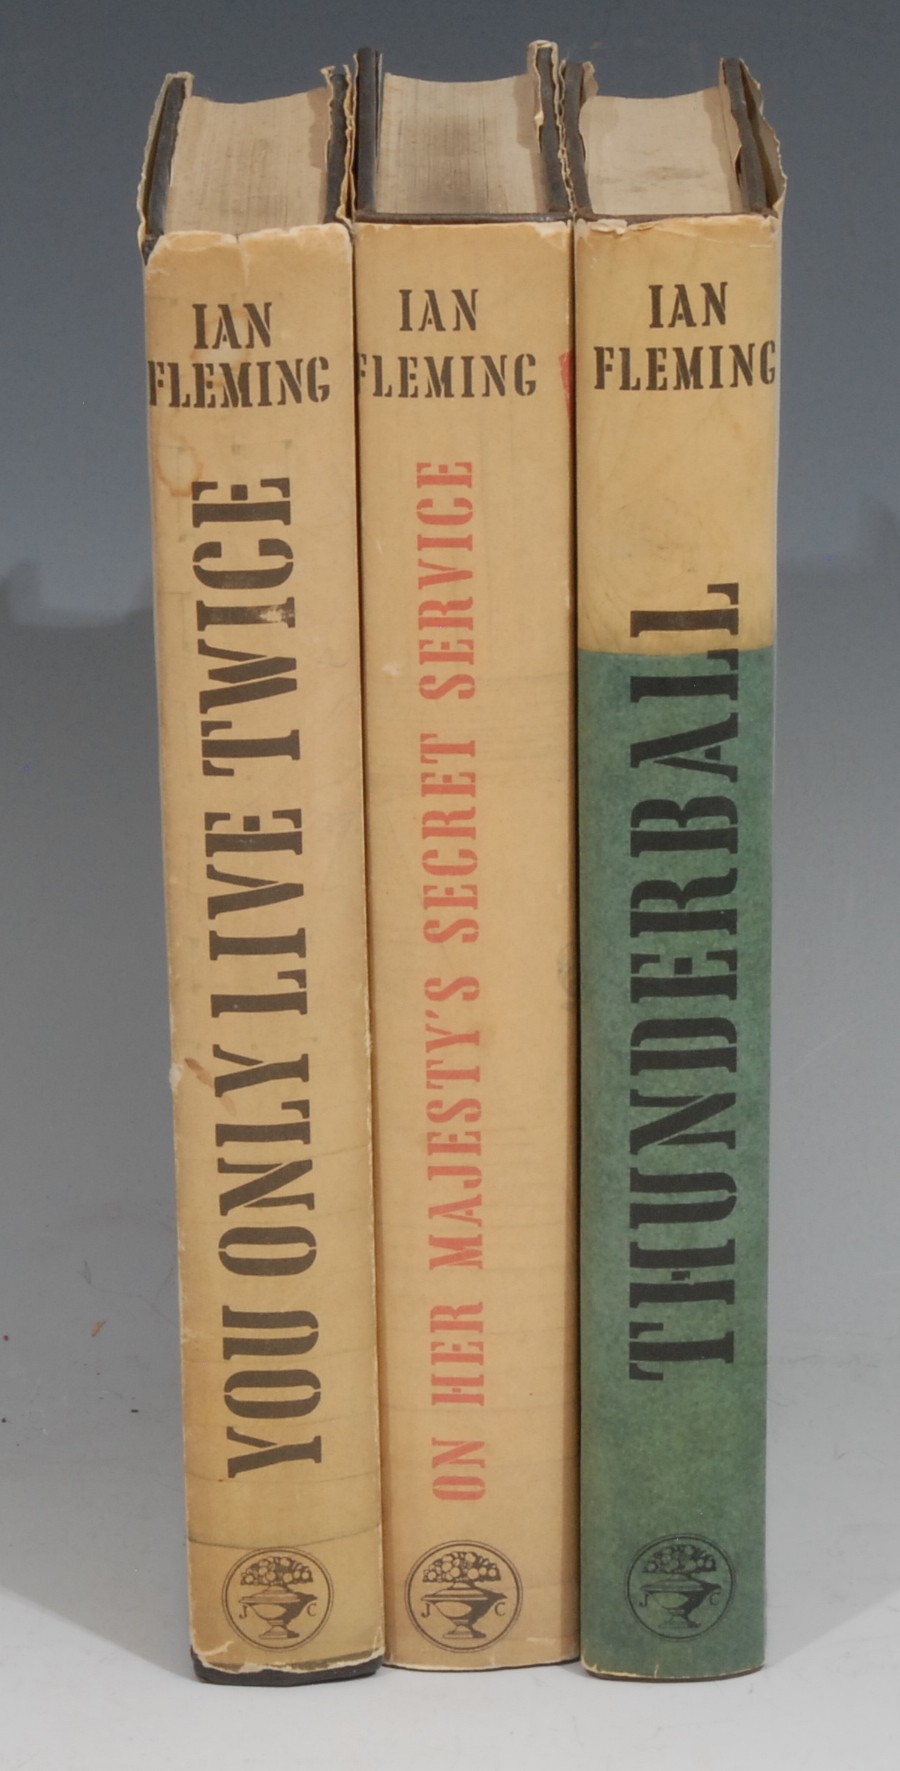 IAN
FLEMING
YOU ONLY LIVE TWICE
J C
IAN
FLEMING
ON HER MAJESTY'S SECRET SERVICE
J C
IAN
FLEMING
THUNDERBALL
J C